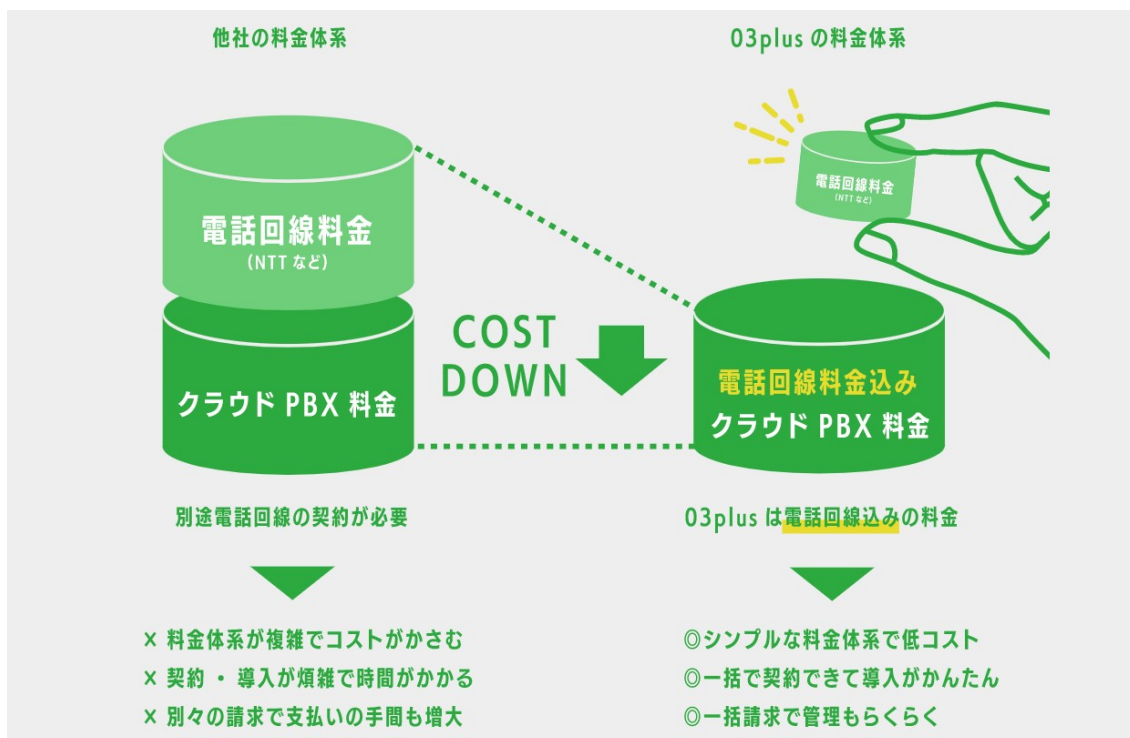 他社の料金体系
03plus の料金体系
電話回線料金
(NTT など)
電話回線料金
(NTT など)
COST
DOWN
クラウド PBX 料金
電話回線料金込み
クラウド PBX 料金
別途電話回線の契約が必要
03plus は電話回線込みの料金
× 料金体系が複雑でコストがかさむ
× 契約 ・ 導入が煩雑で時間がかかる
× 別々の請求で支払いの手間も増大
◎シンプルな料金体系で低コスト
◎一括で契約できて導入がかんたん
◎一括請求で管理もらくらく